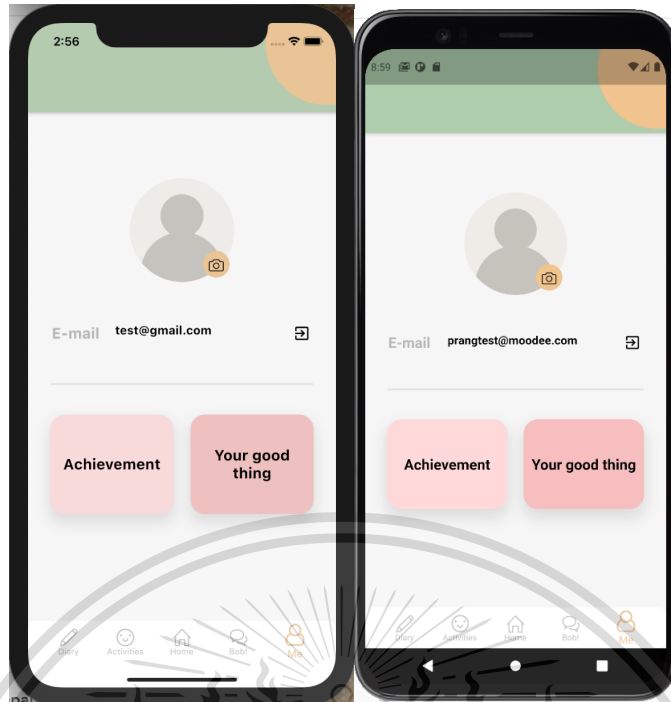 2:56
E-mail test@gmail.com
Achievement
Your good
thing
Diary Activities Home Bob! Me
8:59
E-mail prangtest@moodee.com
Achievement
Your good thing
Diary Activities Home Bob! Me